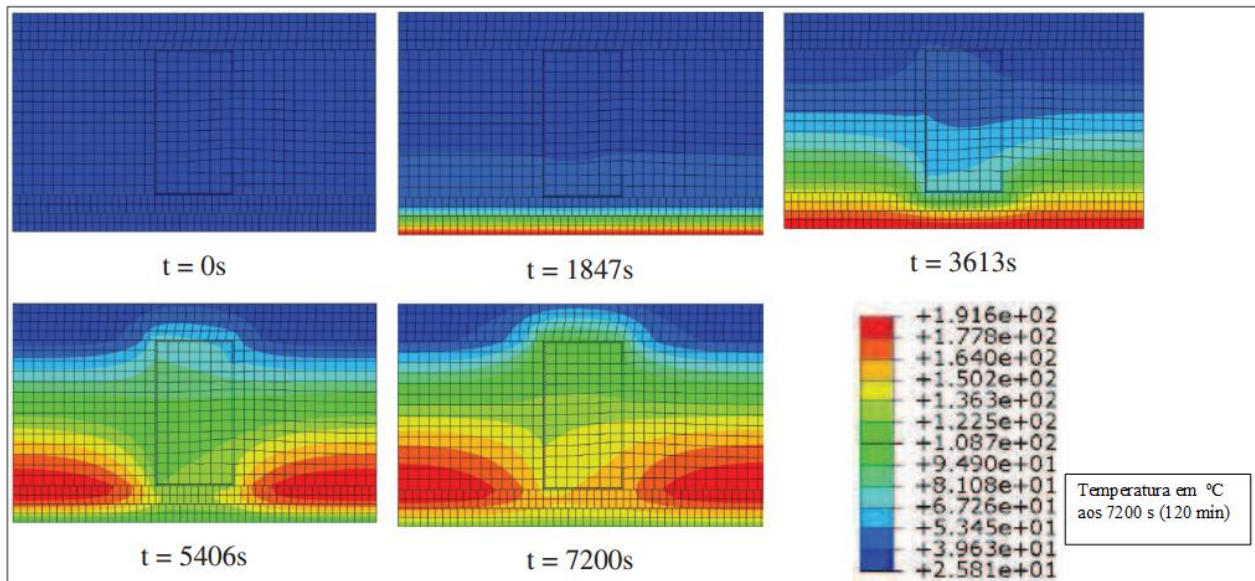 t = 0s
t = 1847s
t = 3613s
t = 5406s
t = 7200s
+1.916e+02
+1.778e+02
+1.640e+02
+1.502e+02
+1.363e+02
+1.225e+02
+1.087e+02
+9.490e+01
+8.108e+01
+6.726e+01
+5.345e+01
+3.963e+01
+2.581e+01
Temperatura em ºC
aos 7200 s (120 min)